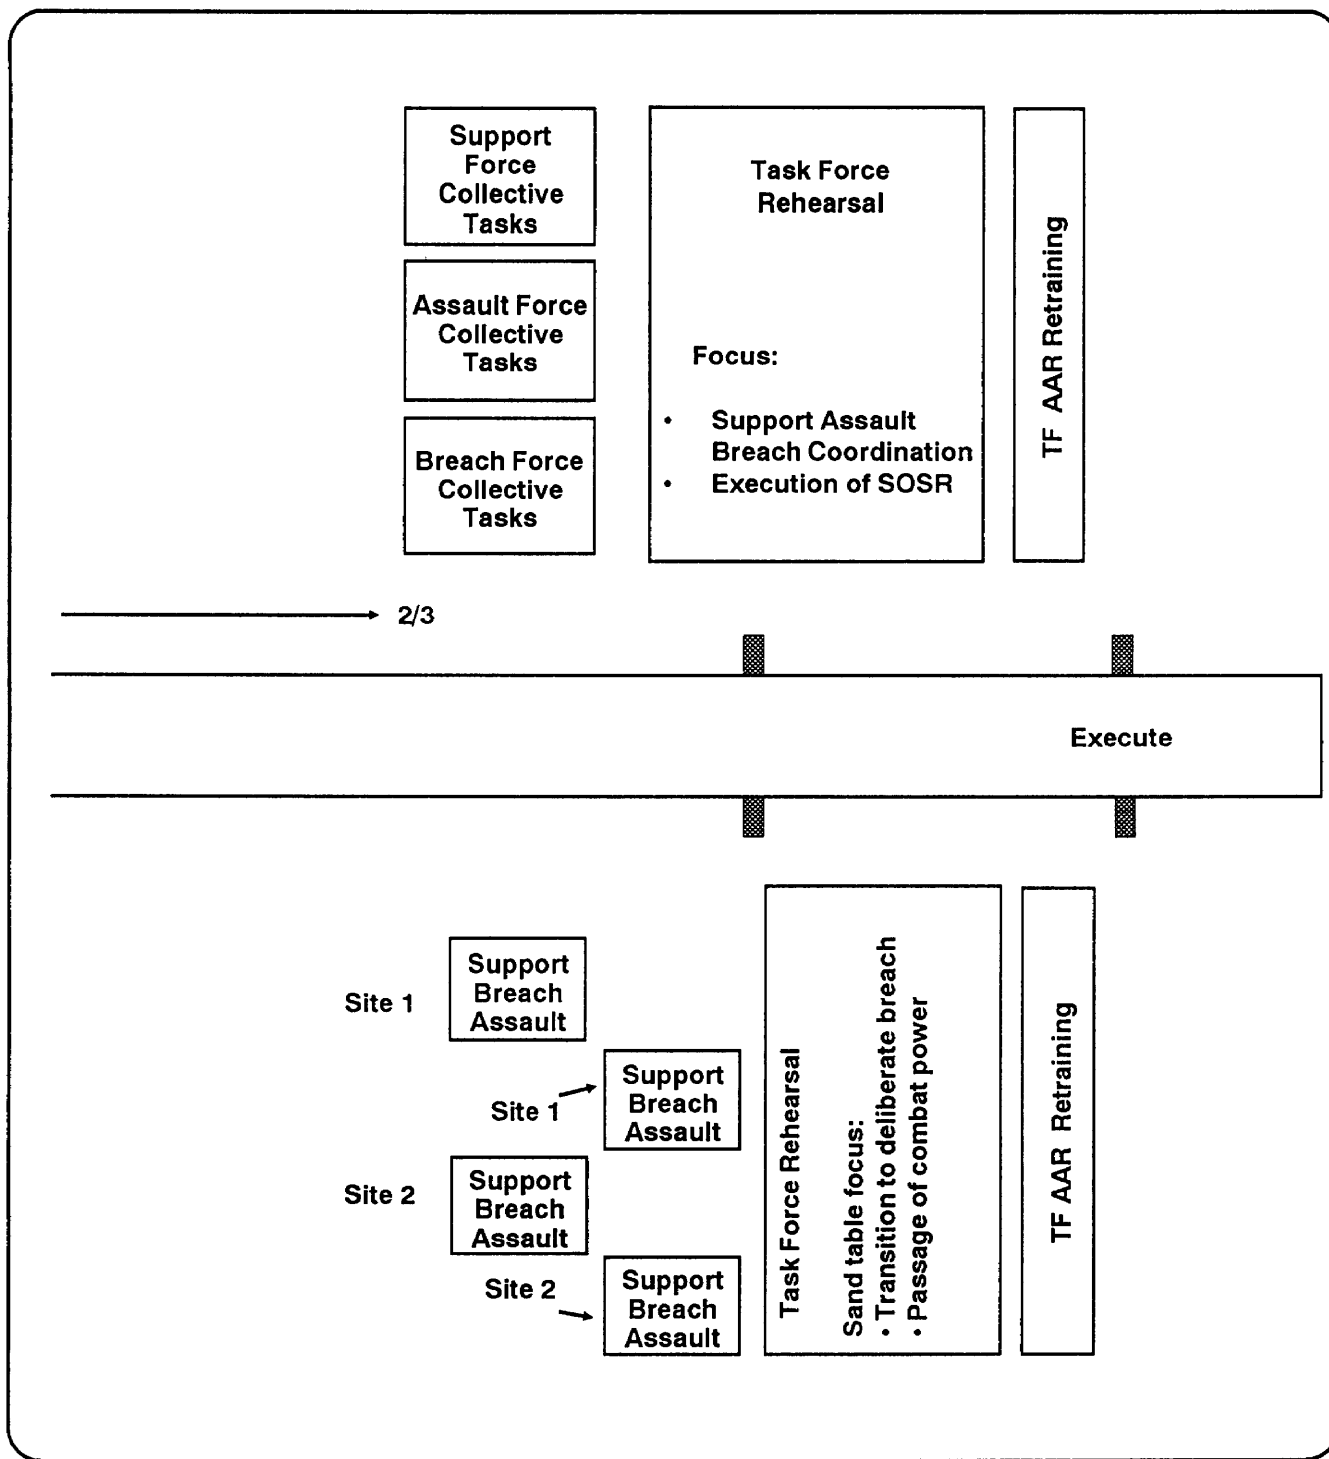 Support
Force
Collective
Tasks
Assault Force
Collective
Tasks
Breach Force
Collective
Tasks
Task Force
Rehearsal
Focus:
• Support Assault
Breach Coordination
• Execution of SOSR
TF AAR Retraining
2/3
Execute
Site 1
Support
Breach
Assault
Site 1
Support
Breach
Assault
Site 2
Support
Breach
Assault
Site 2
Support
Breach
Assault
Task Force Rehearsal
Sand table focus:
• Transition to deliberate breach
• Passage of combat power
TF AAR Retraining